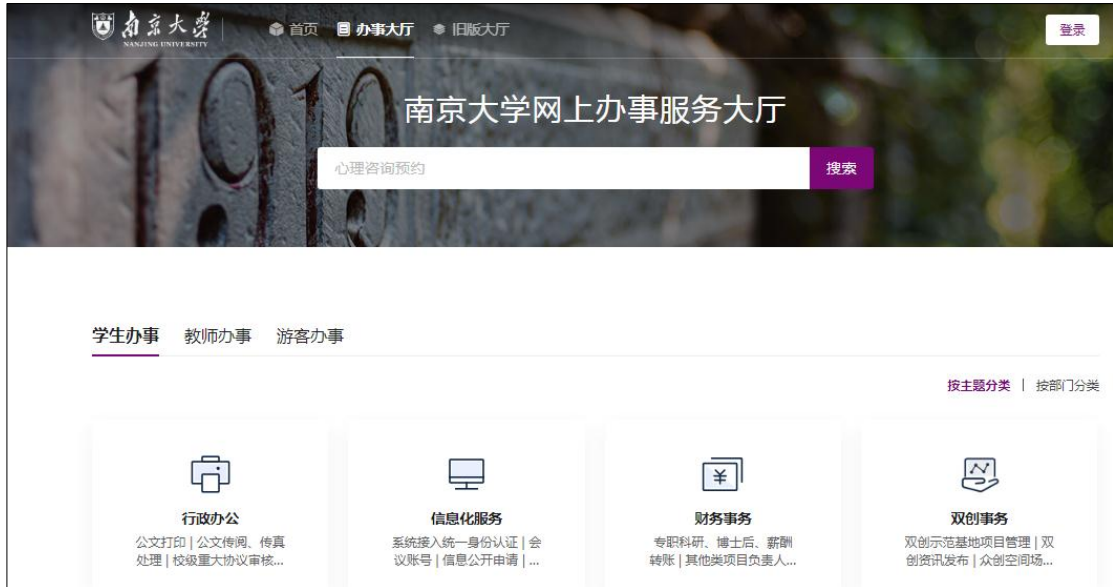 南京大学
NANJING UNIVERSITY
首页 办事大厅 旧版大厅
登录
1919
南京大学网上办事服务大厅
心理咨询预约 搜索
学生办事 教师办事 游客办事
按主题分类 | 按部门分类
行政办公
公文打印 | 公文传阅、传真
处理 | 校级重大协议审核...
信息化服务
系统接入统一身份认证 | 会
议账号 | 信息公开申请 | ...
财务事务
专职科研、博士后、薪酬
转账 | 其他类项目负责人...
双创事务
双创示范基地项目管理 | 双
创资讯发布 | 众创空间场...